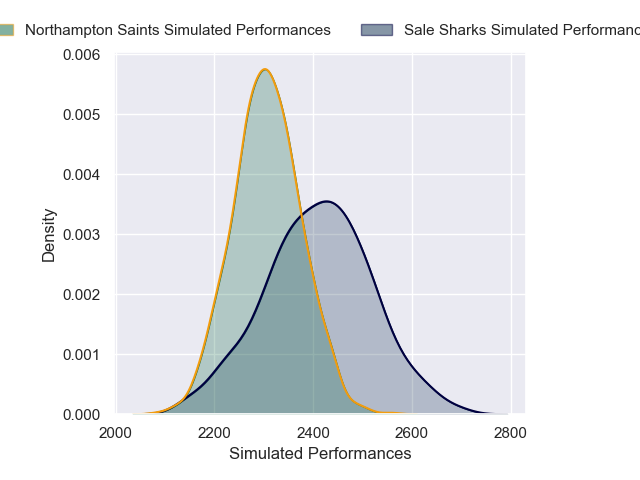 Northampton Saints Simulated Performances
Sale Sharks Simulated
0.006
0.005
0.004
0.003
0.002
0.001
0.000
Density
2000 2200 2400 2600 2800
Simulated Performances